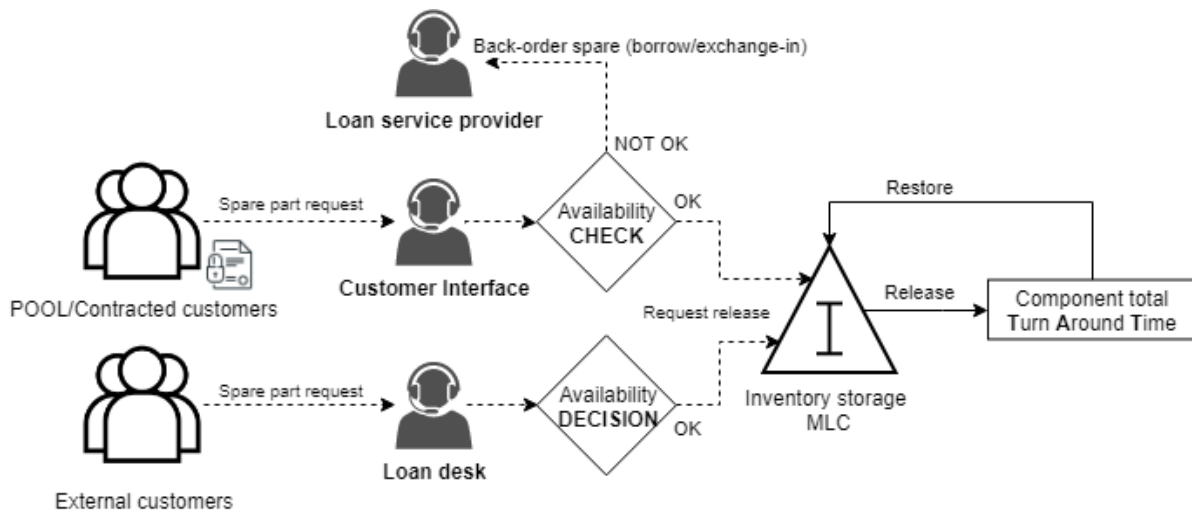 Back-order spare (borrow/exchange-in)
Loan service provider
NOT OK
Spare part request
Availability
CHECK
OK
Restore
POOL/Contracted customers
Customer Interface
Request release
Release
Component total
Turn Around Time
Spare part request
Availability
DECISION
OK
Inventory storage
MLC
Loan desk
External customers